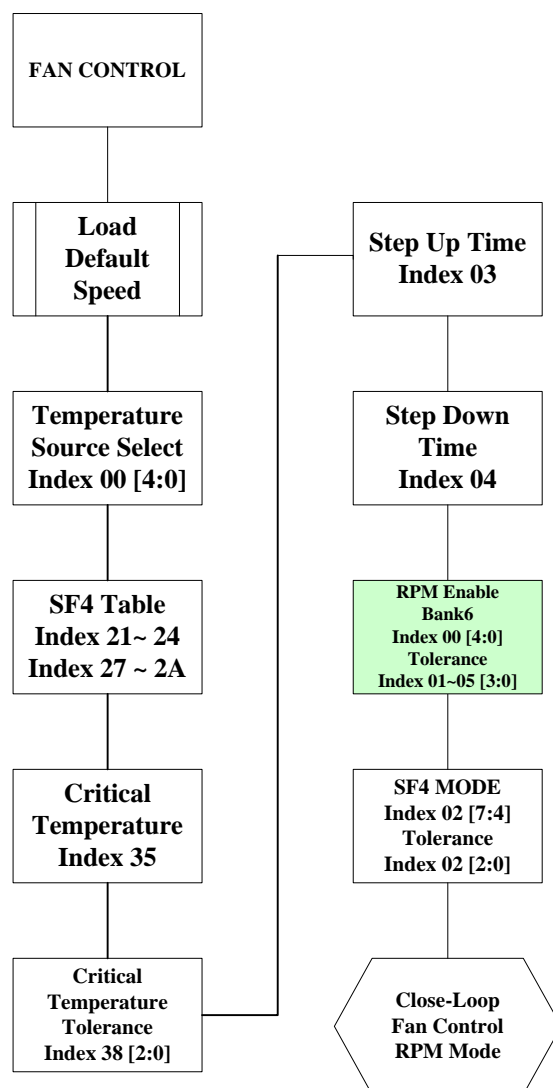 FAN CONTROL
Load
Default
Speed
Temperature
Source Select
Index 00 [4:0]
SF4 Table
Index 21~ 24
Index 27 ~ 2A
Critical
Temperature
Index 35
Critical
Temperature
Tolerance
Index 38 [2:0]
Step Up Time
Index 03
Step Down
Time
Index 04
RPM Enable
Bank6
Index 00 [4:0]
Tolerance
Index 01~05 [3:0]
SF4 MODE
Index 02 [7:4]
Tolerance
Index 02 [2:0]
Close-Loop
Fan Control
RPM Mode